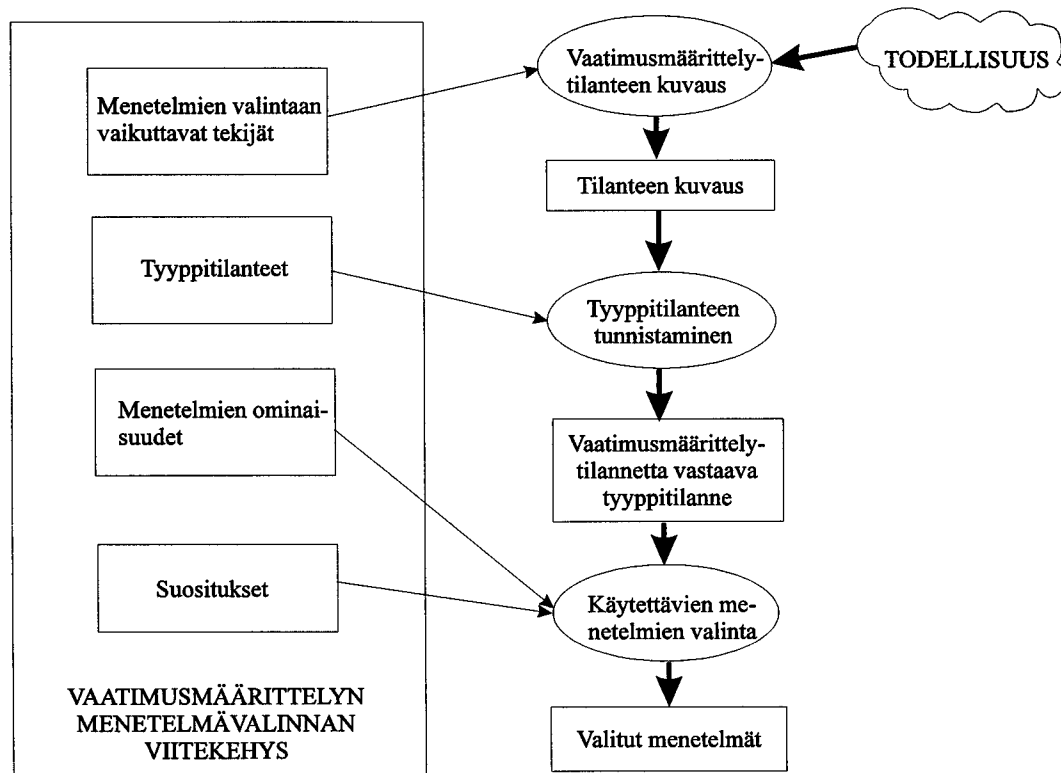 Menetelmien valintaan
vaikuttavat tekijät
Tyyppitilanteet
Menetelmien ominai-
suudet
Suositukset
VAATIMUSMÄÄRITTELYN
MENETELMÄVALINNAN
VIITEKEHYS
Vaatimusmäärittely-
tilanteen kuvaus
TODELLISUUS
Tilanteen kuvaus
Tyyppitilanteen
tunnistaminen
Vaatimusmäärittely-
tilannetta vastaava
tyyppitilanne
Käytettävien me-
netelmien valinta
Valitut menetelmät